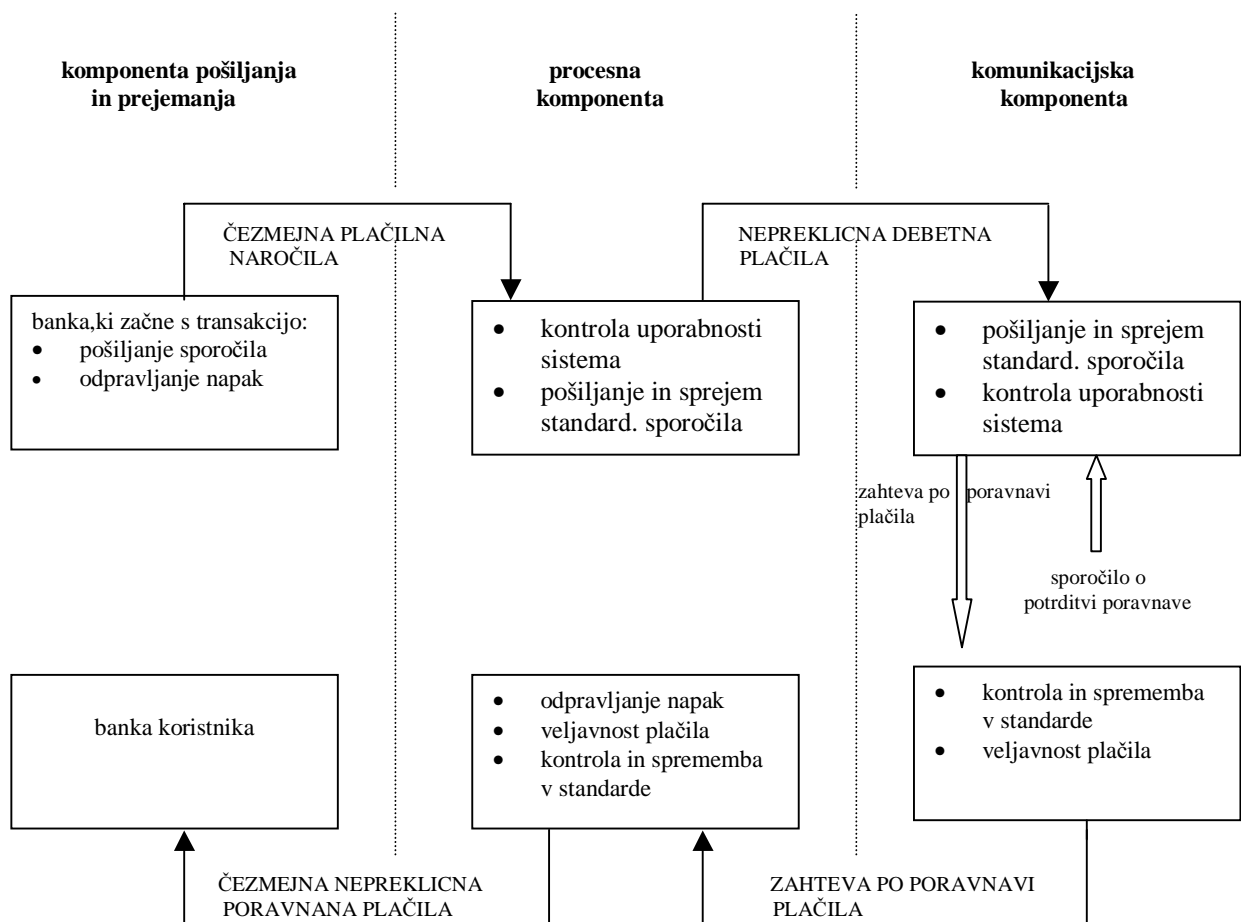 komponenta pošiljanja
in prejemanja
procesna
komponenta
komunikacijska
komponenta
ČEZMEJNA PLAČILNA
NAROČILA
NEPREKLICNA DEBETNA
PLAČILA
banka,ki začne s transakcijo:
• pošiljanje sporočila
• odpravljanje napak
• kontrola uporabnosti
sistema
• pošiljanje in sprejem
standard. sporočila
• pošiljanje in sprejem
standard. sporočila
• kontrola uporabnosti
sistema
zahteva po poravnavi
plačila
sporočilo o
potrditvi poravnave
banka koristnika
• odpravljanje napak
• veljavnost plačila
• kontrola in sprememba
v standarde
• kontrola in sprememba
v standarde
• veljavnost plačila
ČEZMEJNA NEPREKLICNA
PORAVNANA PLAČILA
ZAHTEVA PO PORAVNAVI
PLAČILA